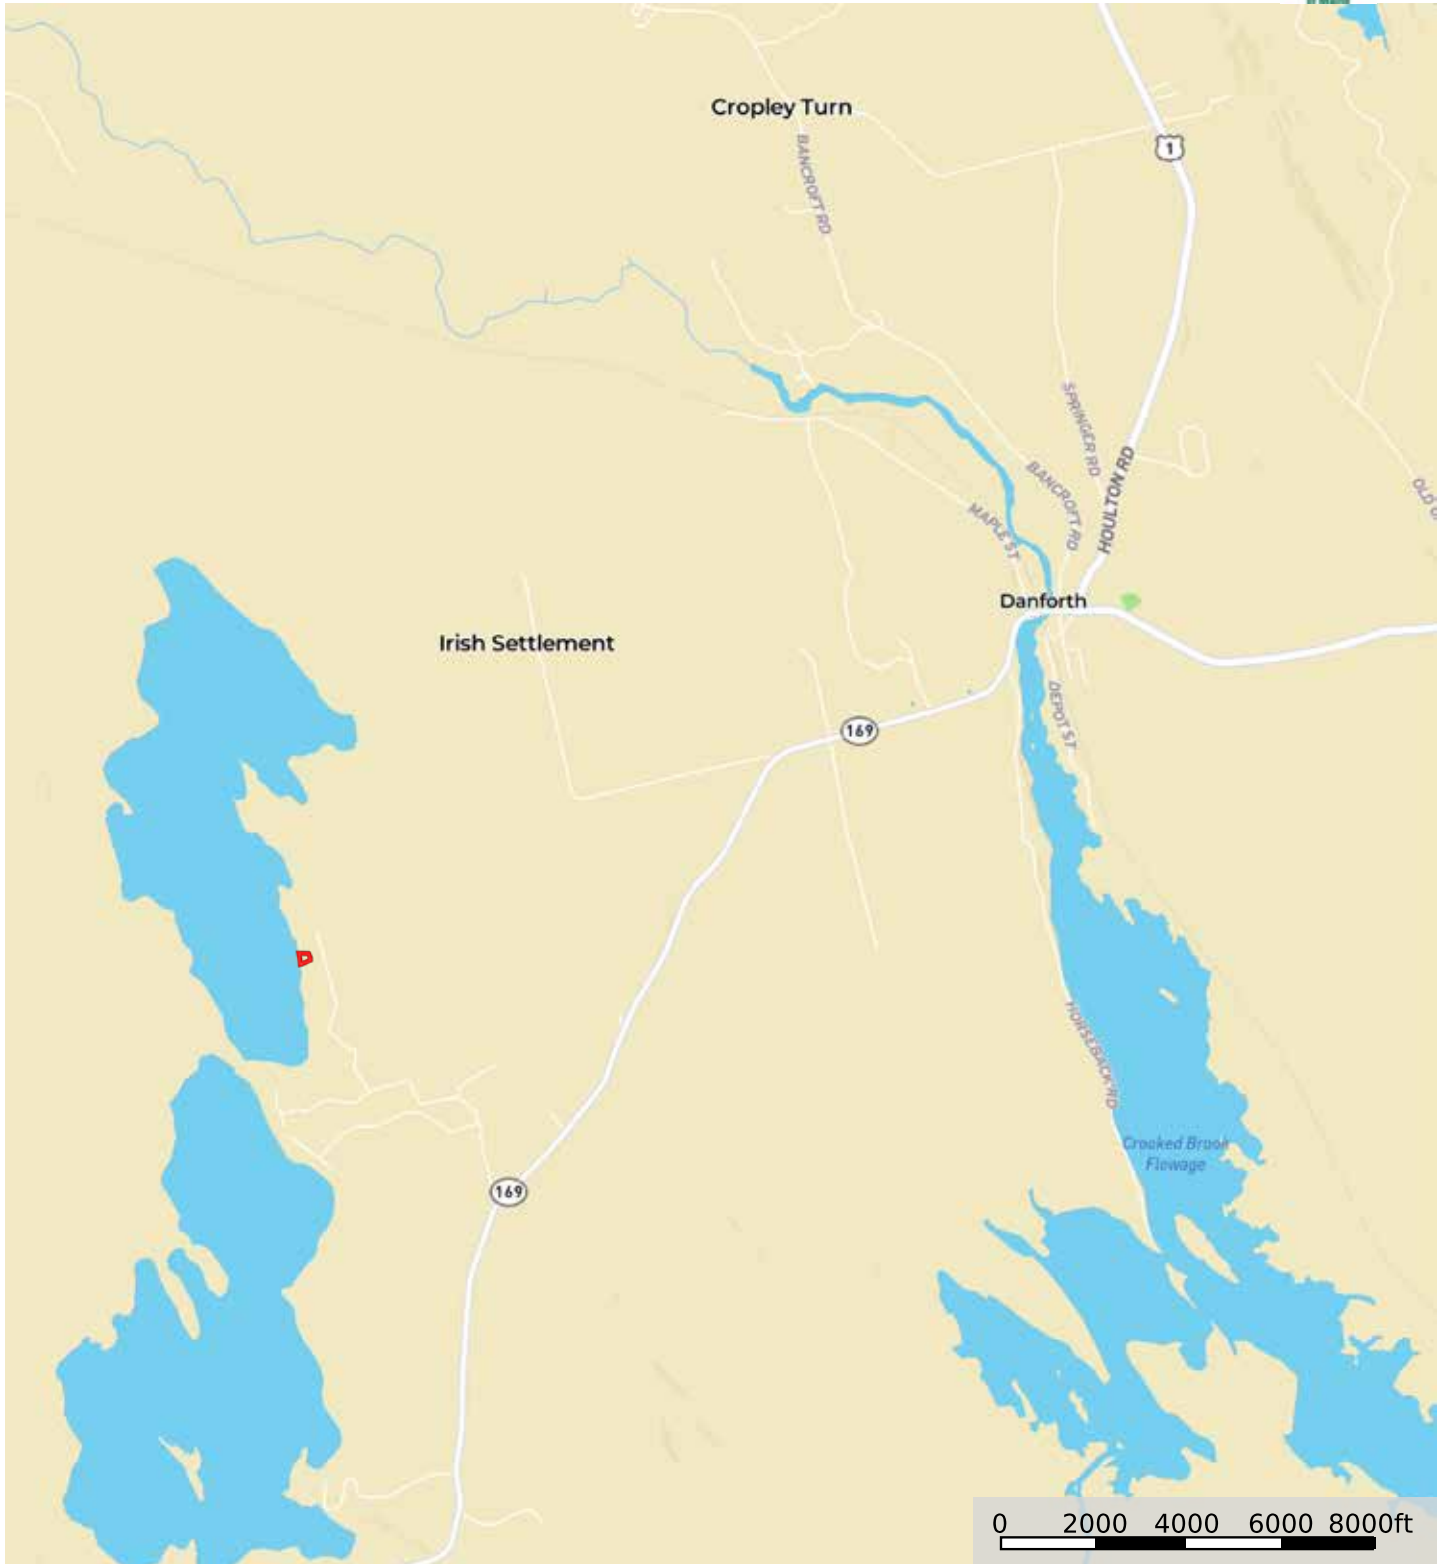 Cropley Turn
BANCROFT RD
1
SPRINGER RD
HOULTON RD
BANCROFT RD
MAPLE ST
Danforth
Irish Settlement
DEPOT ST
169
HORSEBACK RD
Crooked Brook
Flowage
169
0 2000 4000 6000 8000ft